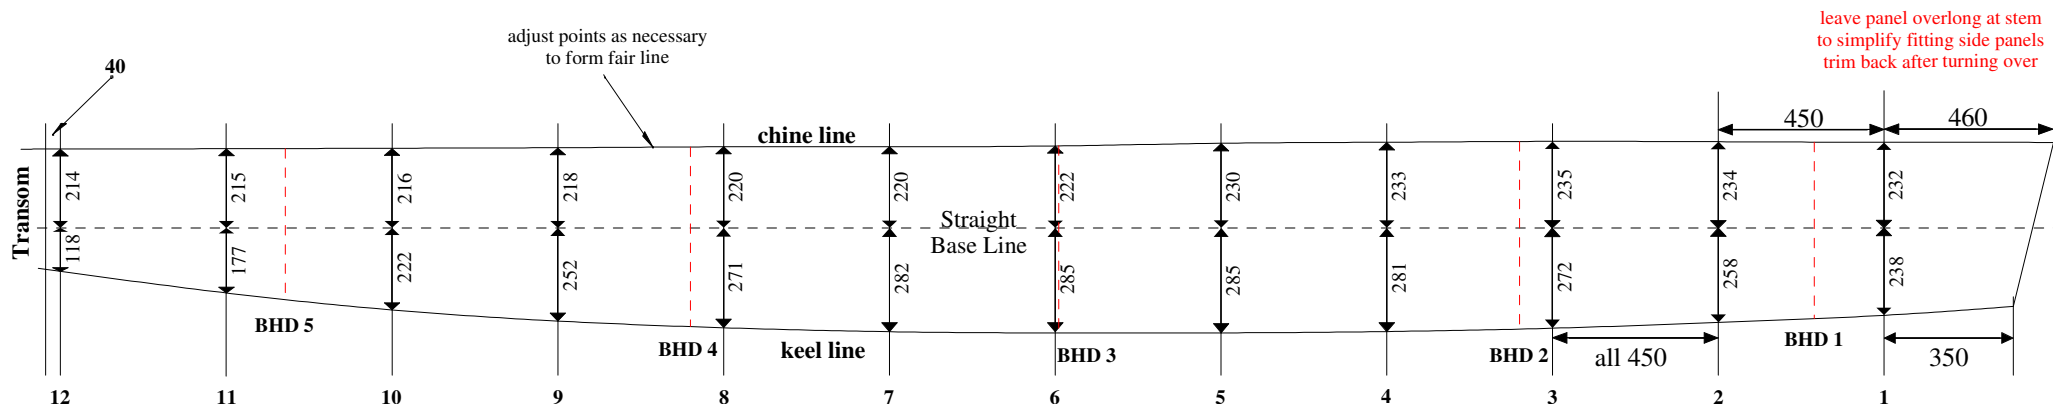 leave panel overlong at stem
to simplify fitting side panels
trim back after turning over
adjust points as necessary
to form fair line
40
450
460
chine line
Transom
214
215
216
218
220
220
222
230
233
235
234
232
Straight
Base Line
118
177
222
252
271
282
285
285
281
272
258
238
BHD 5
BHD 4
keel line
BHD 3
BHD 2
all 450
BHD 1
350
12
11
10
9
8
7
6
5
4
3
2
1